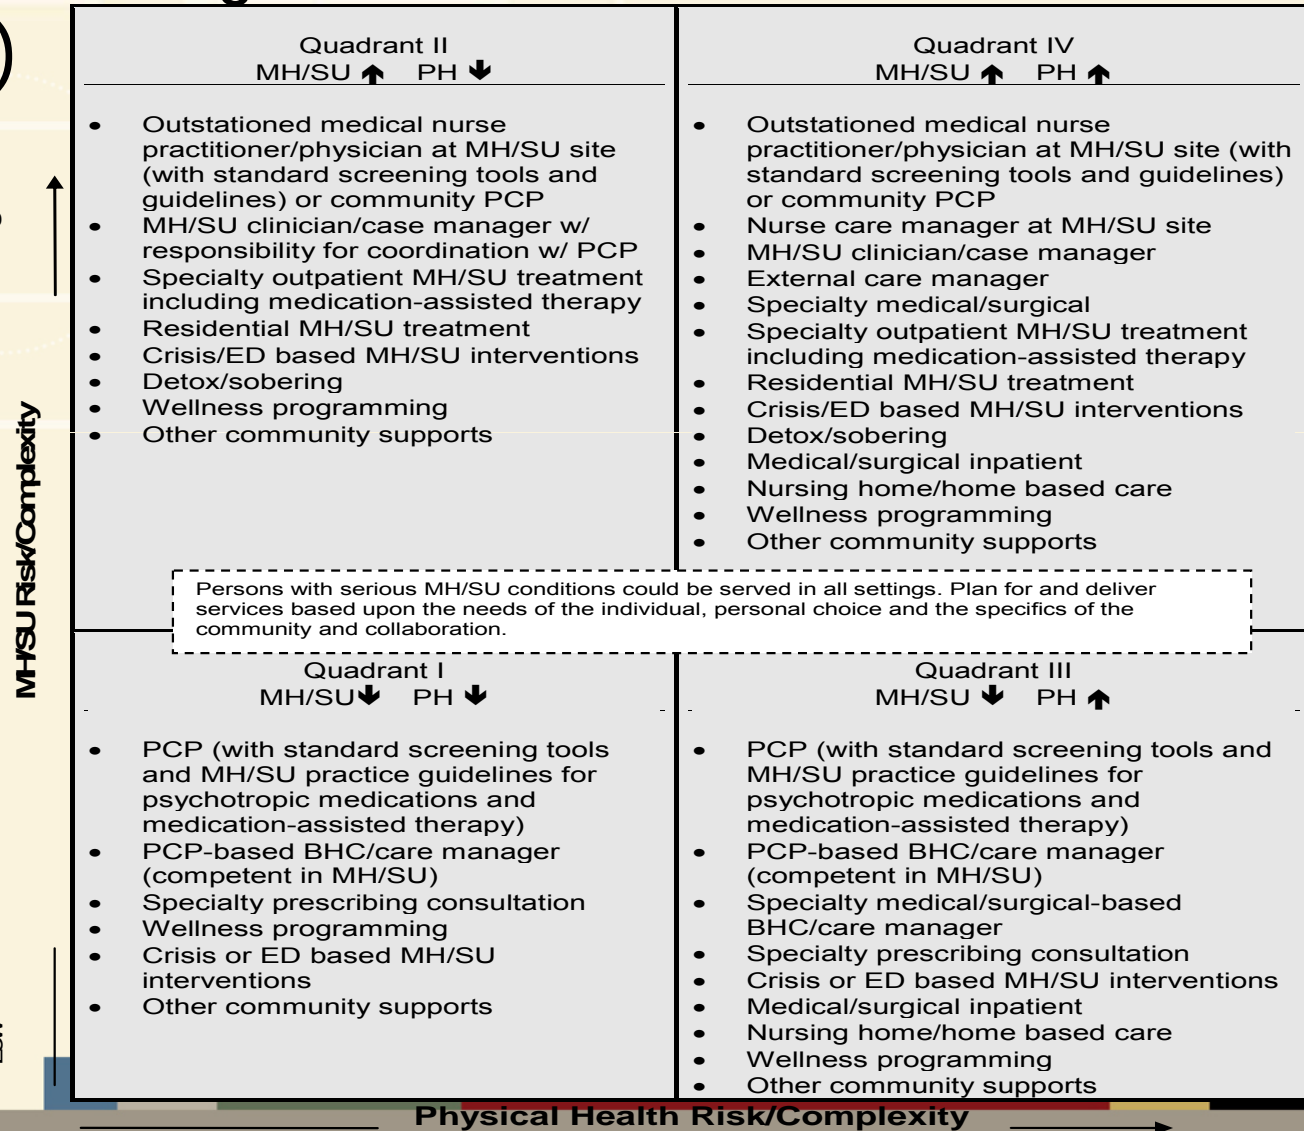 Quadrant II
MH/SU 🡹 PH 🡻
• Outstationed medical nurse
practitioner/physician at MH/SU site
(with standard screening tools and
guidelines) or community PCP
• MH/SU clinician/case manager w/
responsibility for coordination w/ PCP
• Specialty outpatient MH/SU treatment
including medication-assisted therapy
• Residential MH/SU treatment
• Crisis/ED based MH/SU interventions
• Detox/sobering
• Wellness programming
• Other community supports
Quadrant IV
MH/SU 🡹 PH 🡹
• Outstationed medical nurse
practitioner/physician at MH/SU site (with
standard screening tools and guidelines)
or community PCP
• Nurse care manager at MH/SU site
• MH/SU clinician/case manager
• External care manager
• Specialty medical/surgical
• Specialty outpatient MH/SU treatment
including medication-assisted therapy
• Residential MH/SU treatment
• Crisis/ED based MH/SU interventions
• Detox/sobering
• Medical/surgical inpatient
• Nursing home/home based care
• Wellness programming
• Other community supports
MH/SU Risk/Complexity
Persons with serious MH/SU conditions could be served in all settings. Plan for and deliver
services based upon the needs of the individual, personal choice and the specifics of the
community and collaboration.
Quadrant I
MH/SU🡻 PH 🡻
• PCP (with standard screening tools
and MH/SU practice guidelines for
psychotropic medications and
medication-assisted therapy)
• PCP-based BHC/care manager
(competent in MH/SU)
• Specialty prescribing consultation
• Wellness programming
• Crisis or ED based MH/SU
interventions
• Other community supports
Quadrant III
MH/SU 🡻 PH 🡹
• PCP (with standard screening tools and
MH/SU practice guidelines for
psychotropic medications and
medication-assisted therapy)
• PCP-based BHC/care manager
(competent in MH/SU)
• Specialty medical/surgical-based
BHC/care manager
• Specialty prescribing consultation
• Crisis or ED based MH/SU interventions
• Medical/surgical inpatient
• Nursing home/home based care
• Wellness programming
• Other community supports
Physical Health Risk/Complexity